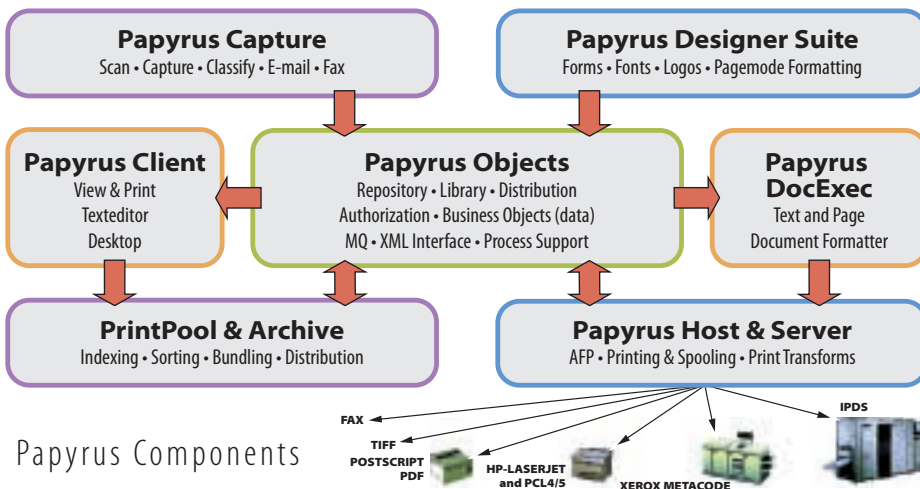 Papyrus Capture
Scan • Capture • Classify • E-mail • Fax
Papyrus Designer Suite
Forms • Fonts • Logos • Pagemode Formatting
Papyrus Client
View & Print
Texteditor
Desktop
Papyrus Objects
Repository • Library • Distribution
Authorization • Business Objects (data)
MQ • XML Interface • Process Support
Papyrus
DocExec
Text and Page
Document Formatter
PrintPool & Archive
Indexing • Sorting • Bundling • Distribution
Papyrus Host & Server
AFP • Printing & Spooling • Print Transforms
FAX
TIFF
POSTSCRIPT
PDF
HP-LASERJET
and PCL4/5
XEROX METACODE
IPDS
Papyrus Components